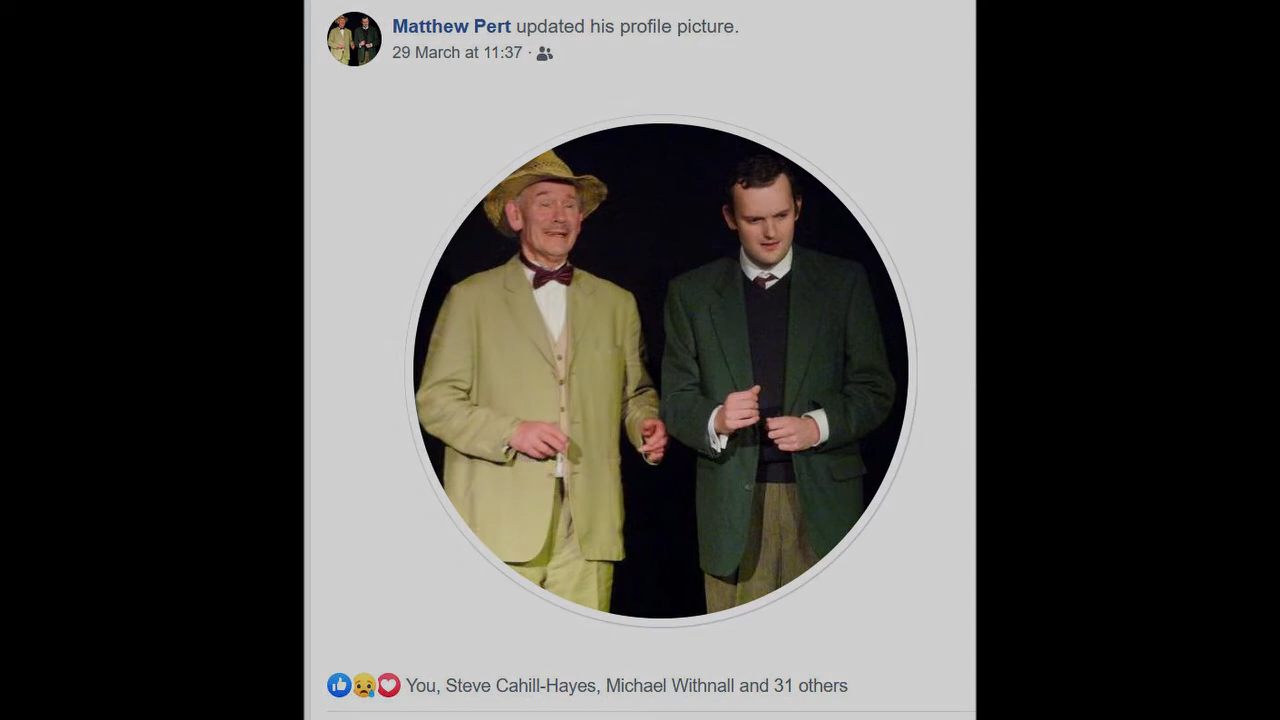 Matthew Pert updated his profile picture.
29 March at 11:37 ·
You, Steve Cahill-Hayes, Michael Withnall and 31 others